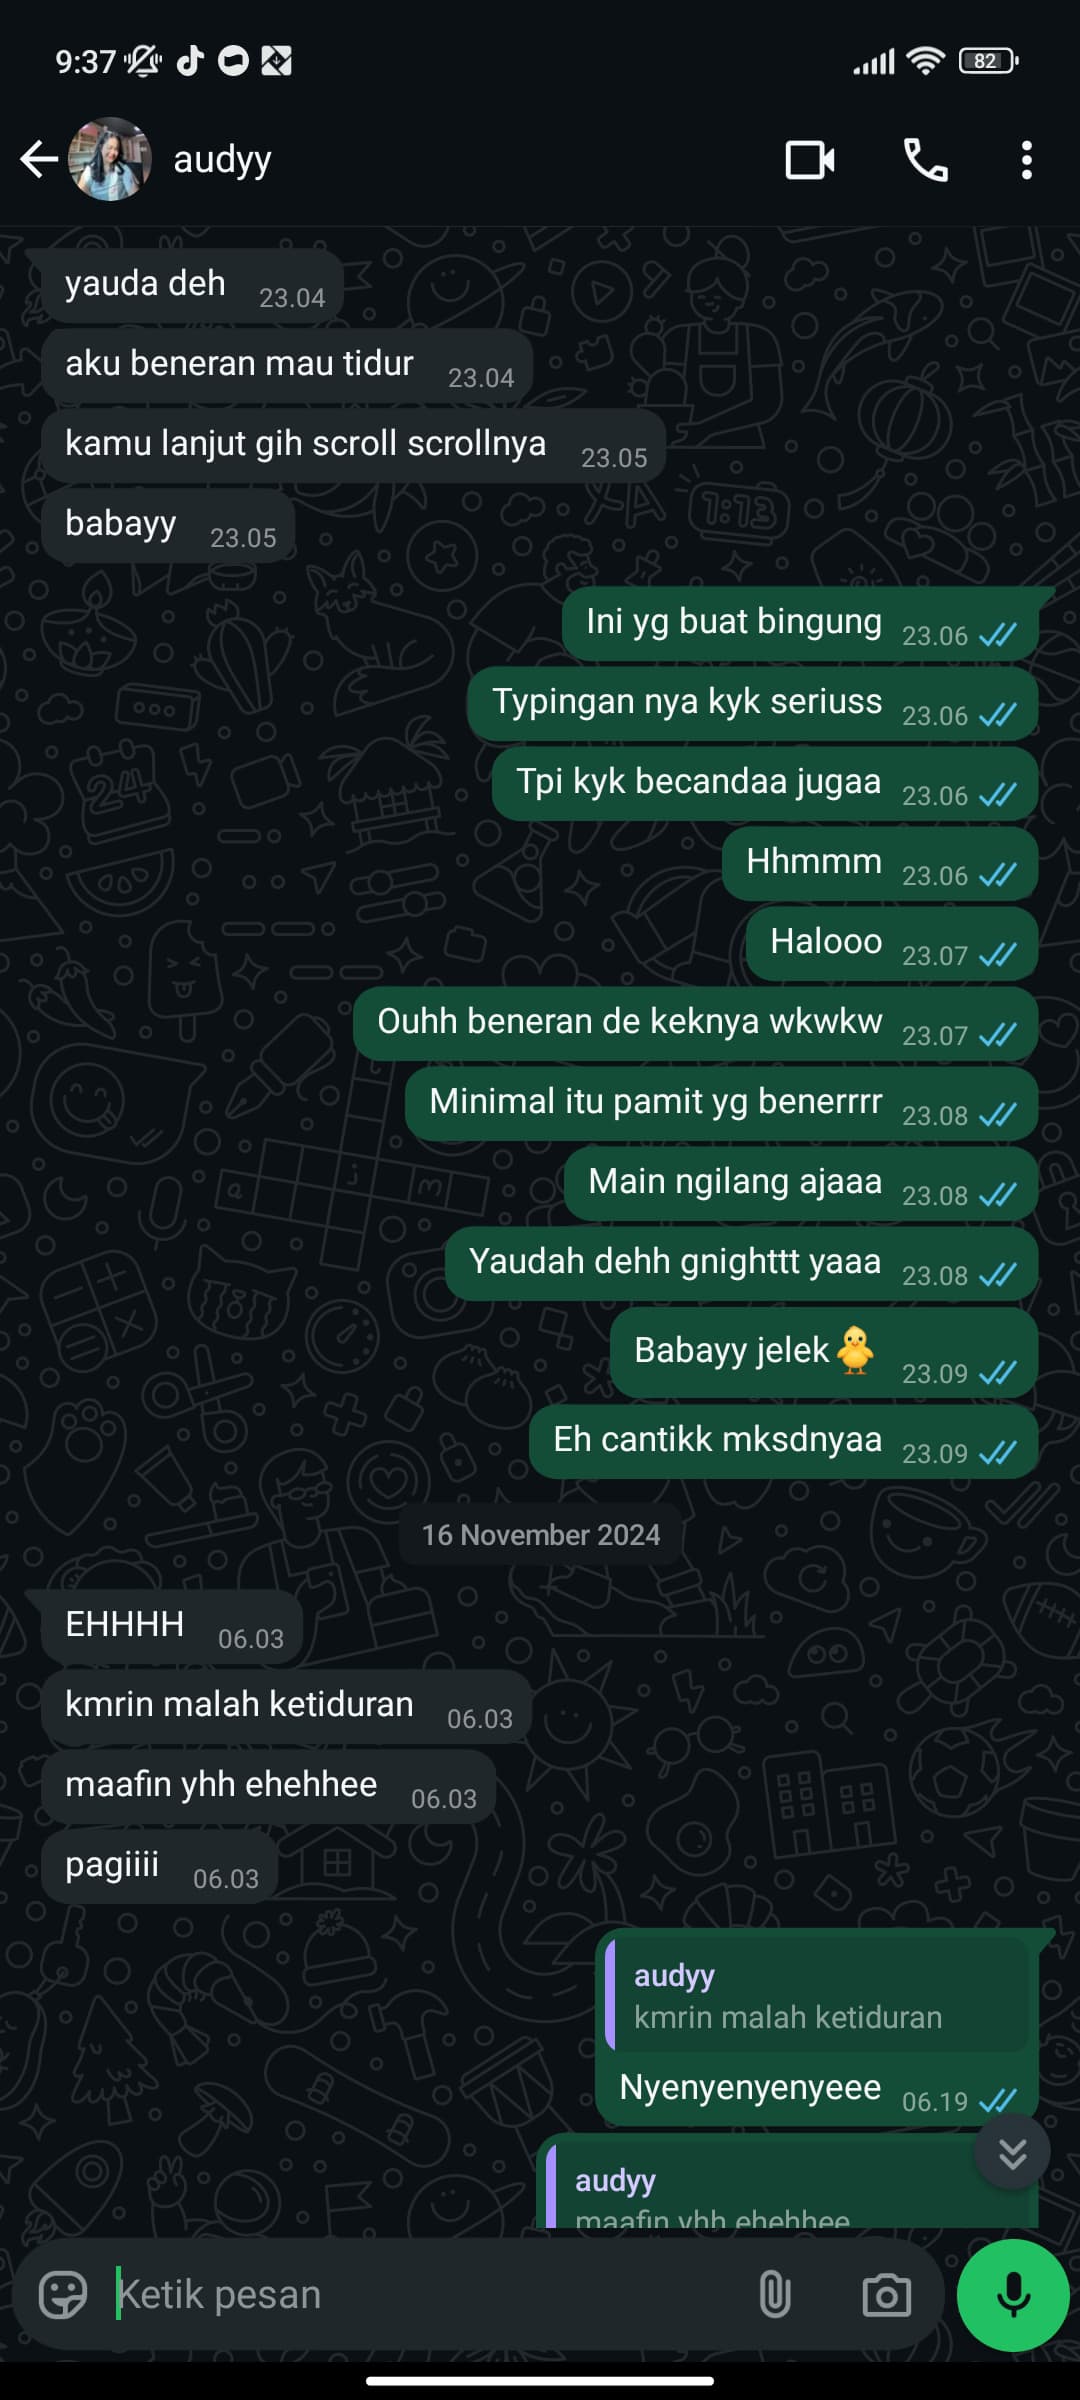 9:37
82
audyy
yauda deh 23.04
aku beneran mau tidur 23.04
kamu lanjut gih scroll scrollnya 23.05
babayy 23.05
Ini yg buat bingung 23.06
Typingan nya kyk seriuss 23.06
Tpi kyk becandaa jugaa 23.06
Hhmmm 23.06
Halooo 23.07
Ouhh beneran de keknya wkwkw 23.07
Minimal itu pamit yg benerrrr 23.08
Main ngilang ajaaa 23.08
Yaudah dehh gnighttt yaaa 23.08
Babayy jelek🐥 23.09
Eh cantikk mksdnyaa 23.09
16 November 2024
EHHHH 06.03
kmrin malah ketiduran 06.03
maafin yhh ehehhee 06.03
pagiiii 06.03
audyy
kmrin malah ketiduran
Nyenyenyenyeee 06.19
audyy
maafin yhh ehehhee
Ketik pesan